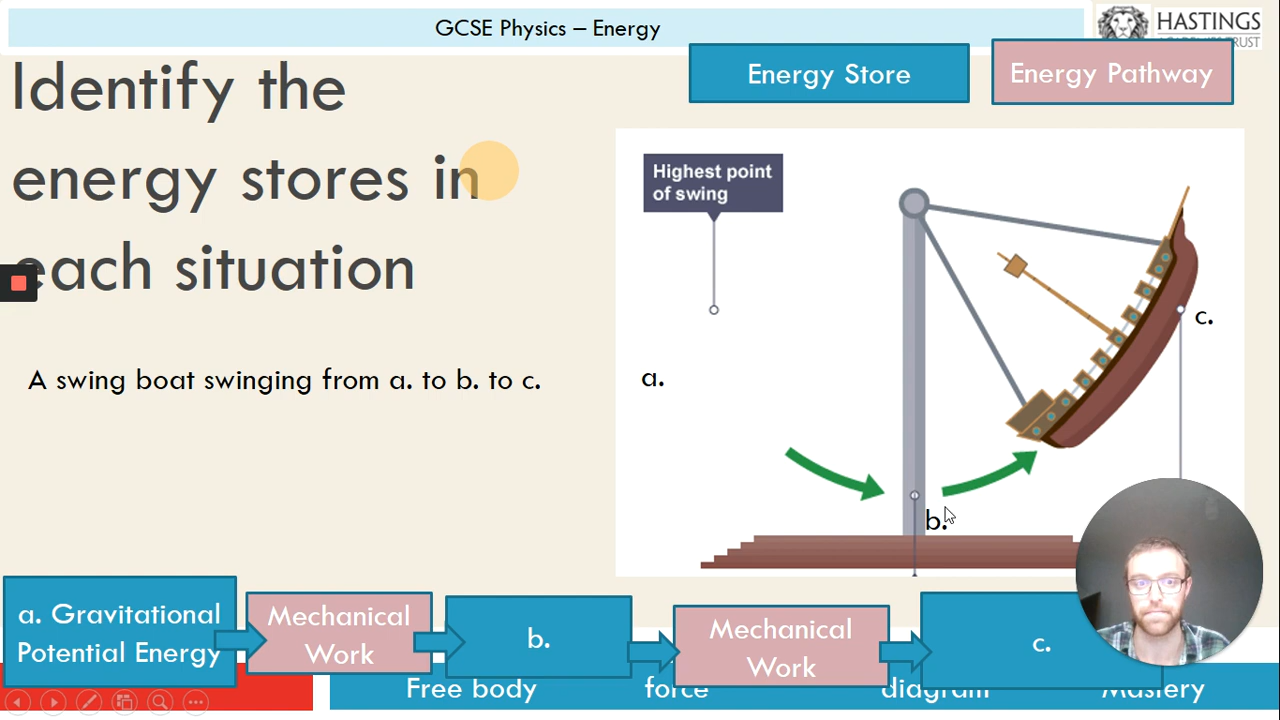 GCSE Physics – Energy
HASTINGS
Identify the
energy stores in
each situation
Energy Store
Energy Pathway
Highest point
of swing
c.
a.
A swing boat swinging from a. to b. to c.
b.
a. Gravitational
Potential Energy
Mechanical
Work
b.
Mechanical
Work
c.
Free body force diagram Mastery